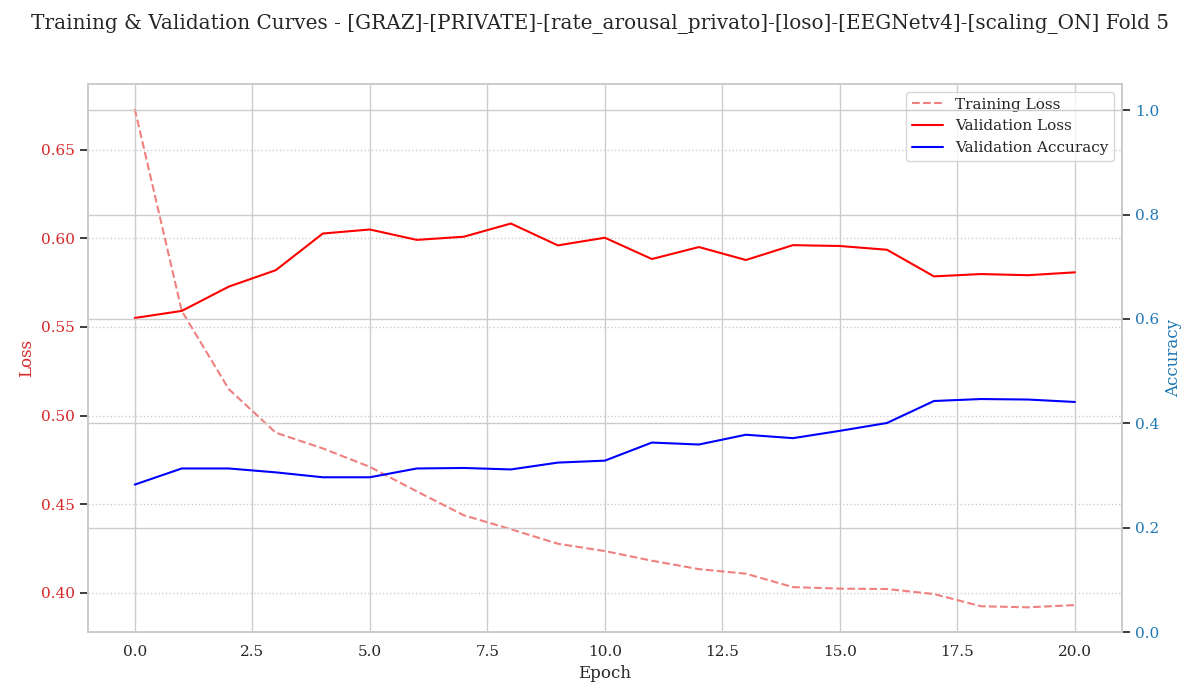 Training & Validation Curves - [GRAZ]-[PRIVATE]-[rate_arousal_privato]-[loso]-[EEGNetv4]-[scaling_ON] Fold 5
Training Loss
Validation Loss
Validation Accuracy
Loss
0.65
0.60
0.55
0.50
0.45
0.40
1.0
0.8
0.6
0.4
0.2
0.0
Accuracy
0.0 2.5 5.0 7.5 10.0 12.5 15.0 17.5 20.0
Epoch